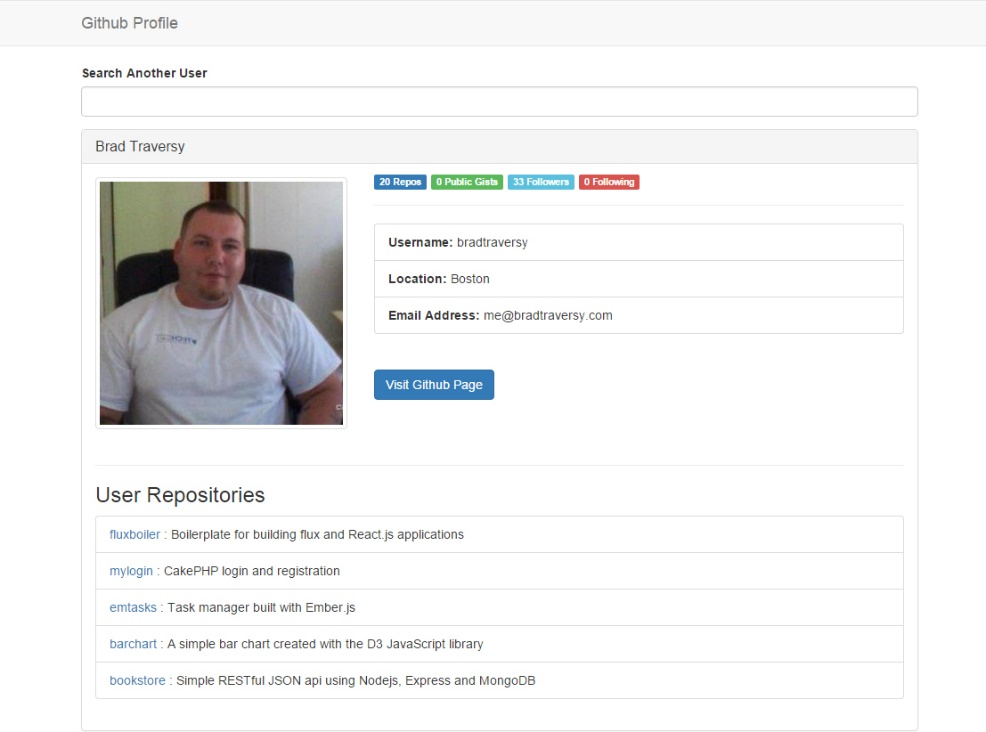 Github Profile
Search Another User
Brad Traversy
20 Repos 0 Public Gists 33 Followers 0 Following
Username: bradtraversy
Location: Boston
Email Address: me@bradtraversy.com
Visit Github Page
User Repositories
fluxboiler : Boilerplate for building flux and React.js applications
mylogin : CakePHP login and registration
emtasks : Task manager built with Ember.js
barchart : A simple bar chart created with the D3 JavaScript library
bookstore : Simple RESTful JSON api using Nodejs, Express and MongoDB